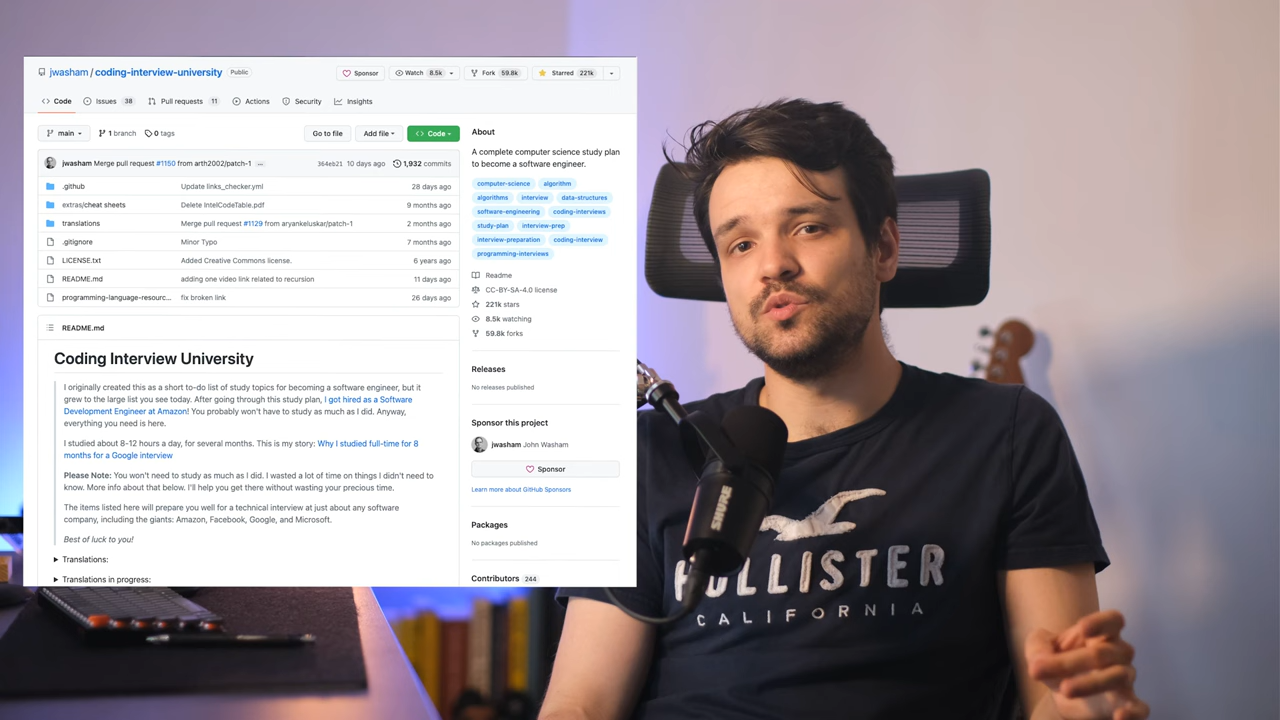 jwasham / coding-interview-university Public
Sponsor Watch 8.5k Fork 59.8k Starred 221k
Code Issues 38 Pull requests 11 Actions Security Insights
main 1 branch 0 tags Go to file Add file Code
jwasham Merge pull request #1150 from arth2002/patch-1 ... 364eb21 10 days ago 1,932 commits
.github Update links_checker.yml 28 days ago
extras/cheat sheets Delete IntelCodeTable.pdf 9 months ago
translations Merge pull request #1129 from aryankeluskar/patch-1 2 months ago
.gitignore Minor Typo 7 months ago
LICENSE.txt Added Creative Commons license. 6 years ago
README.md adding one video link related to recursion 11 days ago
programming-language-resourc... fix broken link 26 days ago
README.md
Coding Interview University
I originally created this as a short to-do list of study topics for becoming a software engineer, but it
grew to the large list you see today. After going through this study plan, I got hired as a Software
Development Engineer at Amazon! You probably won't have to study as much as I did. Anyway,
everything you need is here.
I studied about 8-12 hours a day, for several months. This is my story: Why I studied full-time for 8
months for a Google interview
Please Note: You won't need to study as much as I did. I wasted a lot of time on things I didn't need to
know. More info about that below. I'll help you get there without wasting your precious time.
The items listed here will prepare you well for a technical interview at just about any software
company, including the giants: Amazon, Facebook, Google, and Microsoft.
Best of luck to you!
Translations:
Translations in progress:
About
A complete computer science study plan
to become a software engineer.
computer-science algorithm
algorithms interview data-structures
software-engineering coding-interviews
study-plan interview-prep
interview-preparation coding-interview
programming-interviews
Readme
CC-BY-SA-4.0 license
221k stars
8.5k watching
59.8k forks
Releases
No releases published
Sponsor this project
jwasham John Washam
Sponsor
Learn more about GitHub Sponsors
Packages
No packages published
Contributors 244
SHURE
HOLLISTER
CALIFORNIA